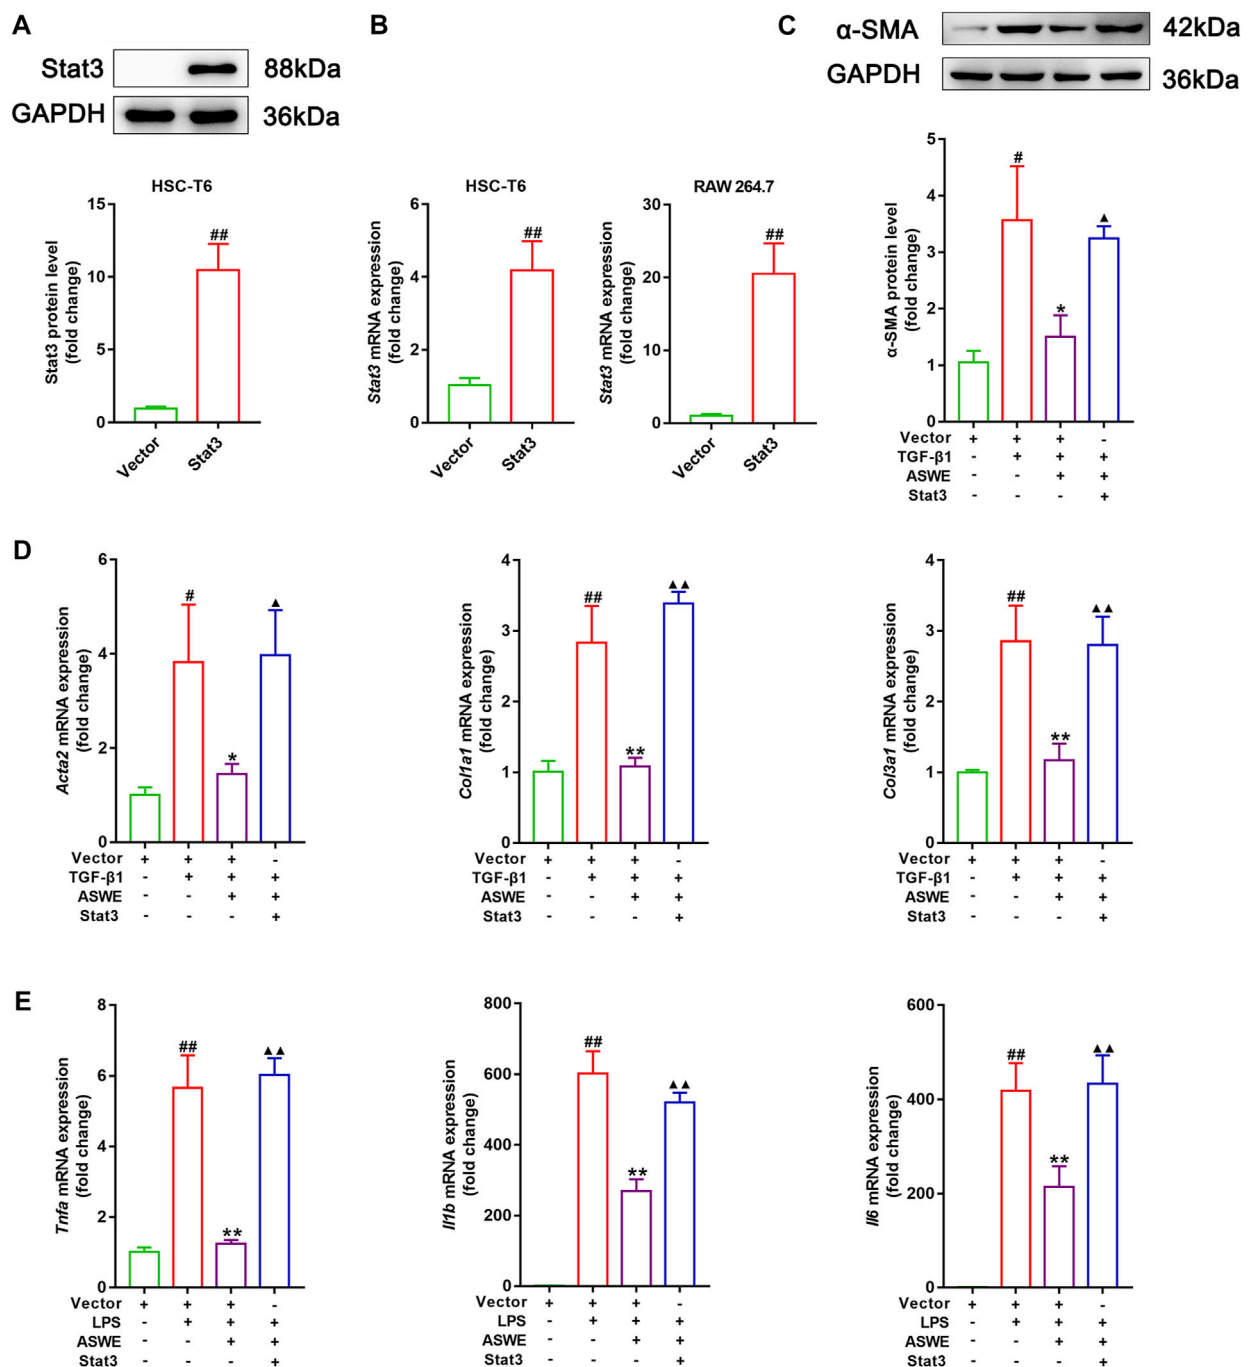 A
B
C
Stat3 88kDa
GAPDH 36kDa
α-SMA 42kDa
GAPDH 36kDa
HSC-T6
Stat3 protein level
(fold change)
15
10
5
0
##
Vector
Stat3
HSC-T6
Stat3 mRNA expression
(fold change)
6
4
2
0
##
Vector
Stat3
RAW 264.7
Stat3 mRNA expression
(fold change)
30
20
10
0
##
Vector
Stat3
α-SMA protein level
(fold change)
5
4
3
2
1
0
#
*
▲
Vector + + + -
TGF-β1 - + + +
ASWE - - + +
Stat3 - - - +
D
Acta2 mRNA expression
(fold change)
6
4
2
0
#
*
▲
Vector + + + -
TGF-β1 - + + +
ASWE - - + +
Stat3 - - - +
Col1a1 mRNA expression
(fold change)
4
3
2
1
0
##
**
▲▲
Vector + + + -
TGF-β1 - + + +
ASWE - - + +
Stat3 - - - +
Col3a1 mRNA expression
(fold change)
4
3
2
1
0
##
**
▲▲
Vector + + + -
TGF-β1 - + + +
ASWE - - + +
Stat3 - - - +
E
Tnfa mRNA expression
(fold change)
8
6
4
2
0
##
**
▲▲
Vector + + + -
LPS - + + +
ASWE - - + +
Stat3 - - - +
Il1b mRNA expression
(fold change)
800
600
400
200
0
##
**
▲▲
Vector + + + -
LPS - + + +
ASWE - - + +
Stat3 - - - +
Il6 mRNA expression
(fold change)
600
400
200
0
##
**
▲▲
Vector + + + -
LPS - + + +
ASWE - - + +
Stat3 - - - +